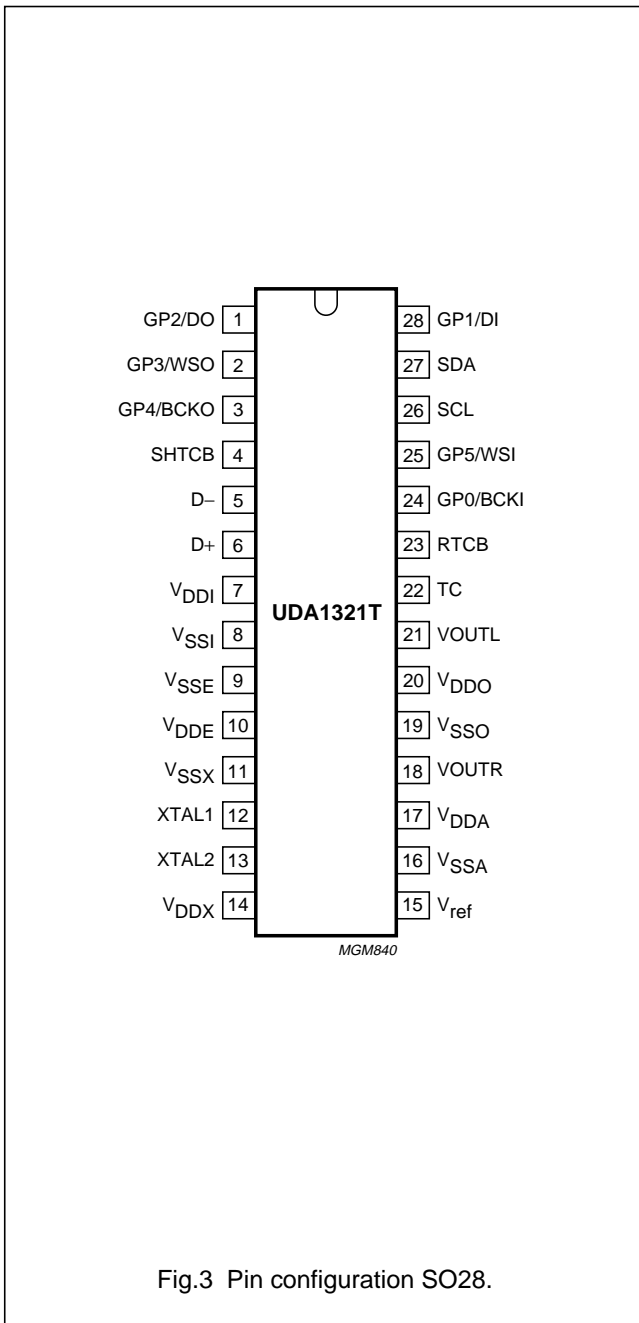 GP2/DO 1 28 GP1/DI
GP3/WSO 2 27 SDA
GP4/BCKO 3 26 SCL
SHTCB 4 25 GP5/WSI
D− 5 24 GP0/BCKI
D+ 6 23 RTCB
VDDI 7 22 TC
UDA1321T
VSSI 8 21 VOUTL
VSSE 9 20 VDDO
VDDE 10 19 VSSO
VSSX 11 18 VOUTR
XTAL1 12 17 VDDA
XTAL2 13 16 VSSA
VDDX 14 15 Vref
MGM840
Fig.3 Pin configuration SO28.